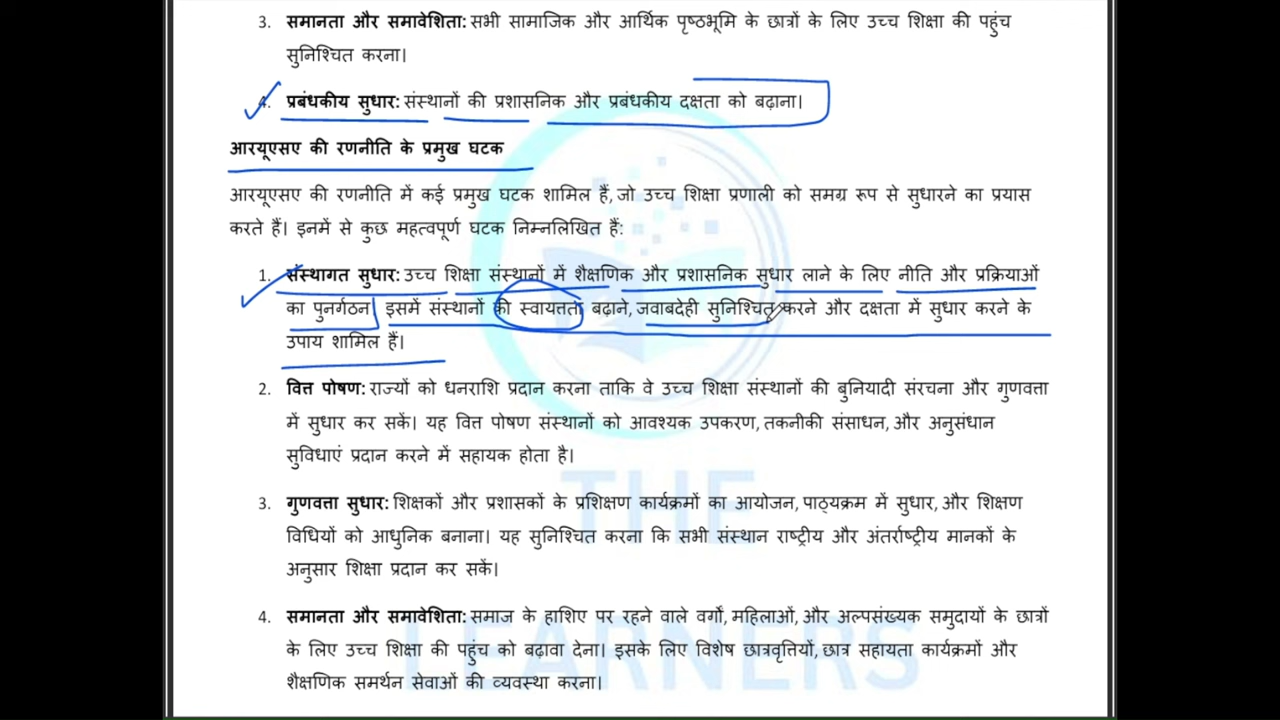 3. समानता और समावेशिता: सभी सामाजिक और आर्थिक पृष्ठभूमि के छात्रों के लिए उच्च शिक्षा की पहुंच
सुनिश्चित करना।
4. प्रबंधकीय सुधार: संस्थानों की प्रशासनिक और प्रबंधकीय दक्षता को बढ़ाना।
आरयूएसए की रणनीति के प्रमुख घटक
आरयूएसए की रणनीति में कई प्रमुख घटक शामिल हैं, जो उच्च शिक्षा प्रणाली को समग्र रूप से सुधारने का प्रयास
करते हैं। इनमें से कुछ महत्वपूर्ण घटक निम्नलिखित हैं:
1. संस्थागत सुधार: उच्च शिक्षा संस्थानों में शैक्षणिक और प्रशासनिक सुधार लाने के लिए नीति और प्रक्रियाओं
का पुनर्गठन। इसमें संस्थानों की स्वायत्तता बढ़ाने, जवाबदेही सुनिश्चित करने और दक्षता में सुधार करने के
उपाय शामिल हैं।
2. वित्त पोषण: राज्यों को धनराशि प्रदान करना ताकि वे उच्च शिक्षा संस्थानों की बुनियादी संरचना और गुणवत्ता
में सुधार कर सकें। यह वित्त पोषण संस्थानों को आवश्यक उपकरण, तकनीकी संसाधन, और अनुसंधान
सुविधाएं प्रदान करने में सहायक होता है।
3. गुणवत्ता सुधार: शिक्षकों और प्रशासकों के प्रशिक्षण कार्यक्रमों का आयोजन, पाठ्यक्रम में सुधार, और शिक्षण
विधियों को आधुनिक बनाना। यह सुनिश्चित करना कि सभी संस्थान राष्ट्रीय और अंतर्राष्ट्रीय मानकों के
अनुसार शिक्षा प्रदान कर सकें।
4. समानता और समावेशिता: समाज के हाशिए पर रहने वाले वर्गों, महिलाओं, और अल्पसंख्यक समुदायों के छात्रों
के लिए उच्च शिक्षा की पहुंच को बढ़ावा देना। इसके लिए विशेष छात्रवृत्तियों, छात्र सहायता कार्यक्रमों और
शैक्षणिक समर्थन सेवाओं की व्यवस्था करना।
THE
LEARNERS